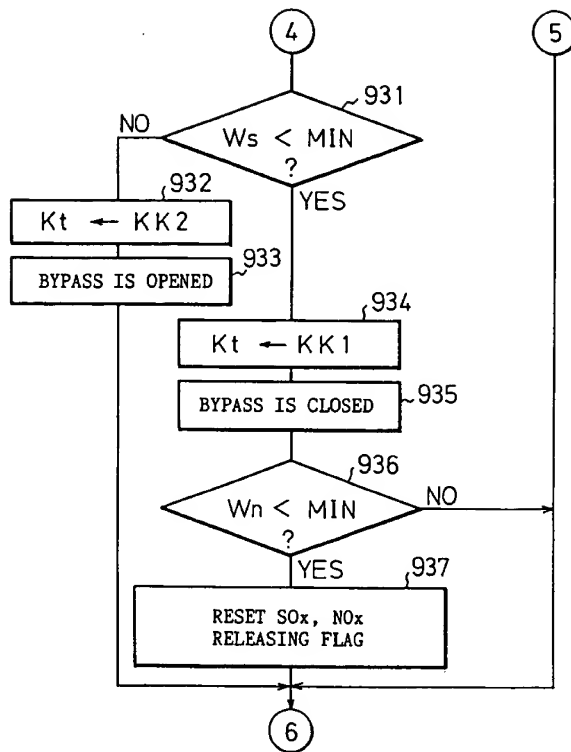 4
5
931
Ws < MIN
?
NO
YES
932
Kt ← KK2
933
BYPASS IS OPENED
934
Kt ← KK1
BYPASS IS CLOSED
935
936
Wn < MIN
?
NO
YES
937
RESET SOx, NOx
RELEASING FLAG
6